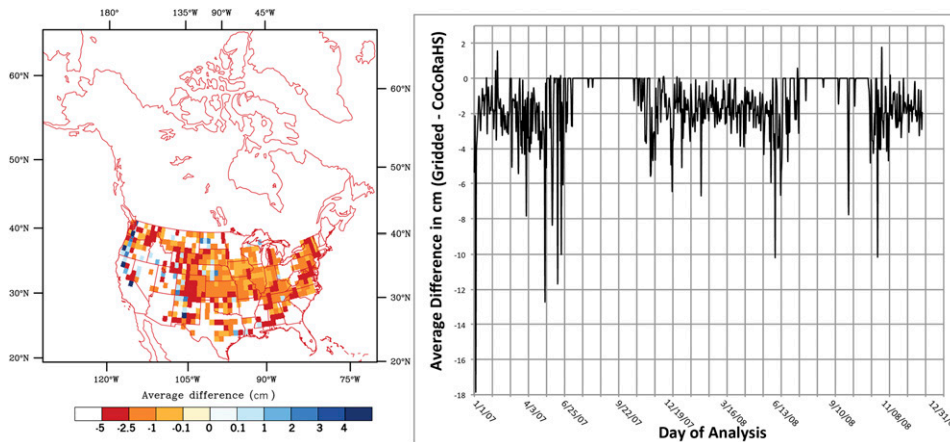 180° 135°W 90°W 45°W
60°N 60°N
50°N 50°N
40°N 40°N
30°N 30°N
20°N 20°N
120°W 105°W 90°W 75°W
Average difference (cm)
-5 -2.5 -1 -0.1 0 0.1 1 2 3 4
Average Difference in cm (Gridded - CoCoRaHS)
2
0
-2
-4
-6
-8
-10
-12
-14
-16
-18
1/1/07 4/3/07 6/25/07 9/22/07 12/19/07 3/16/08 6/13/08 9/10/08 11/08/08 12/31/
Day of Analysis